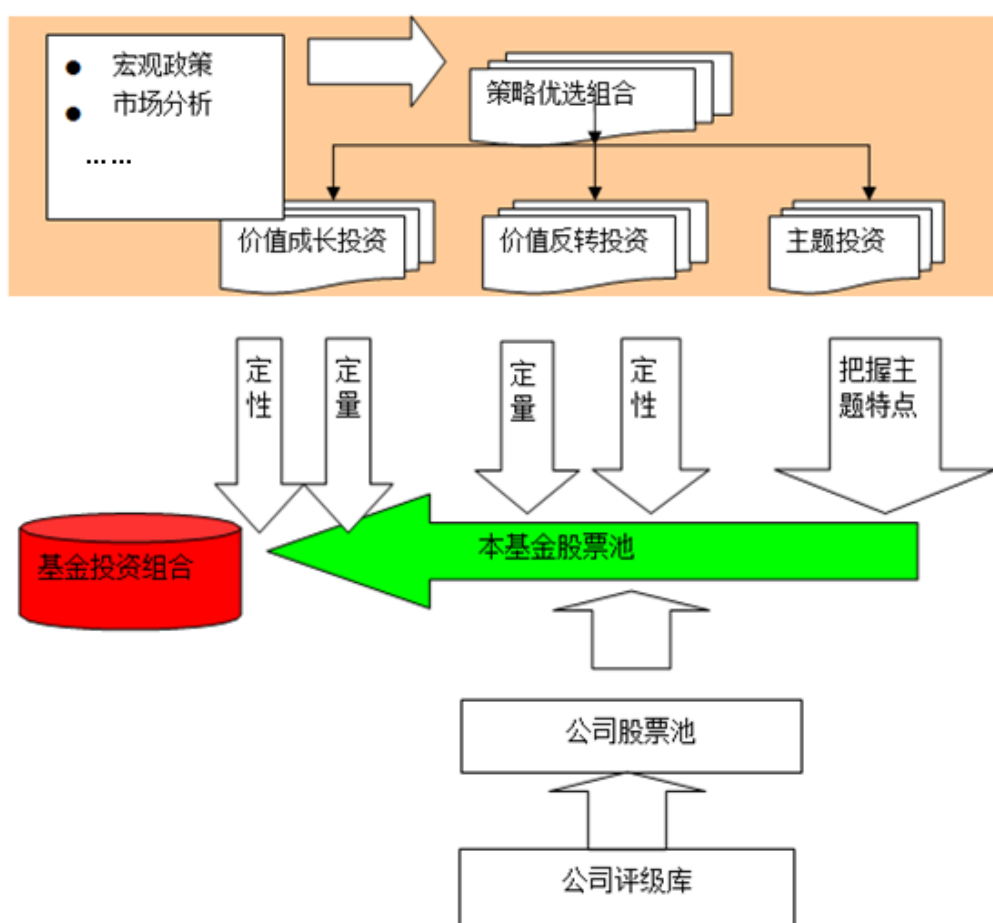 宏观政策
市场分析
……
策略优选组合
价值成长投资
价值反转投资
主题投资
定性
定量
定量
定性
把握主
题特点
本基金股票池
基金投资组合
公司股票池
公司评级库